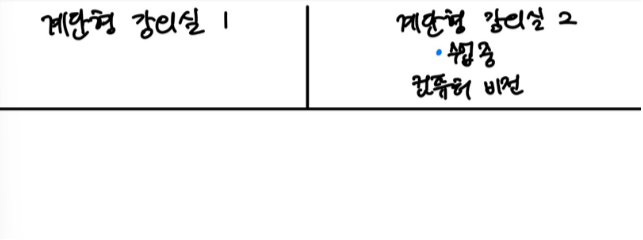 계단형 강의실 1
계단형 강의실 2
• 수업 중
컴퓨터 비전